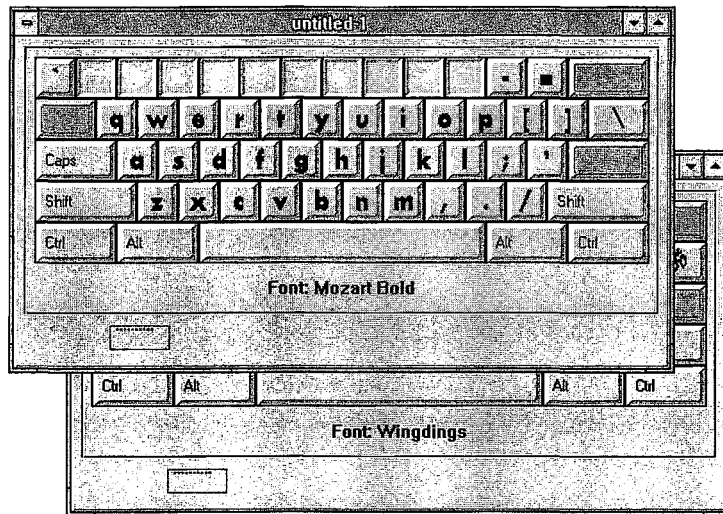 untitled-1
` - =
q w e r t y u i o p [ ] \
Caps a s d f g h j k l ; '
Shift z x c v b n m , . / Shift
Ctrl Alt Alt Ctrl
Font: Mozart Bold
Ctrl Alt Alt Ctrl
Font: Wingdings